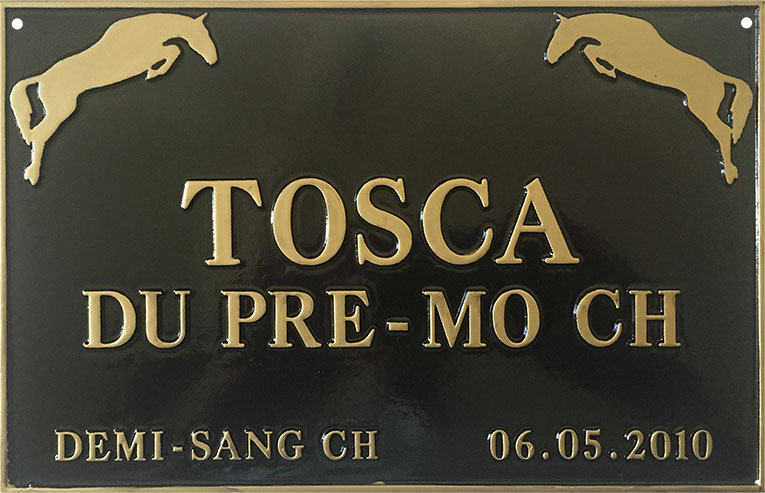 TOSCA
DU PRE-MO CH
DEMI-SANG CH 06.05.2010